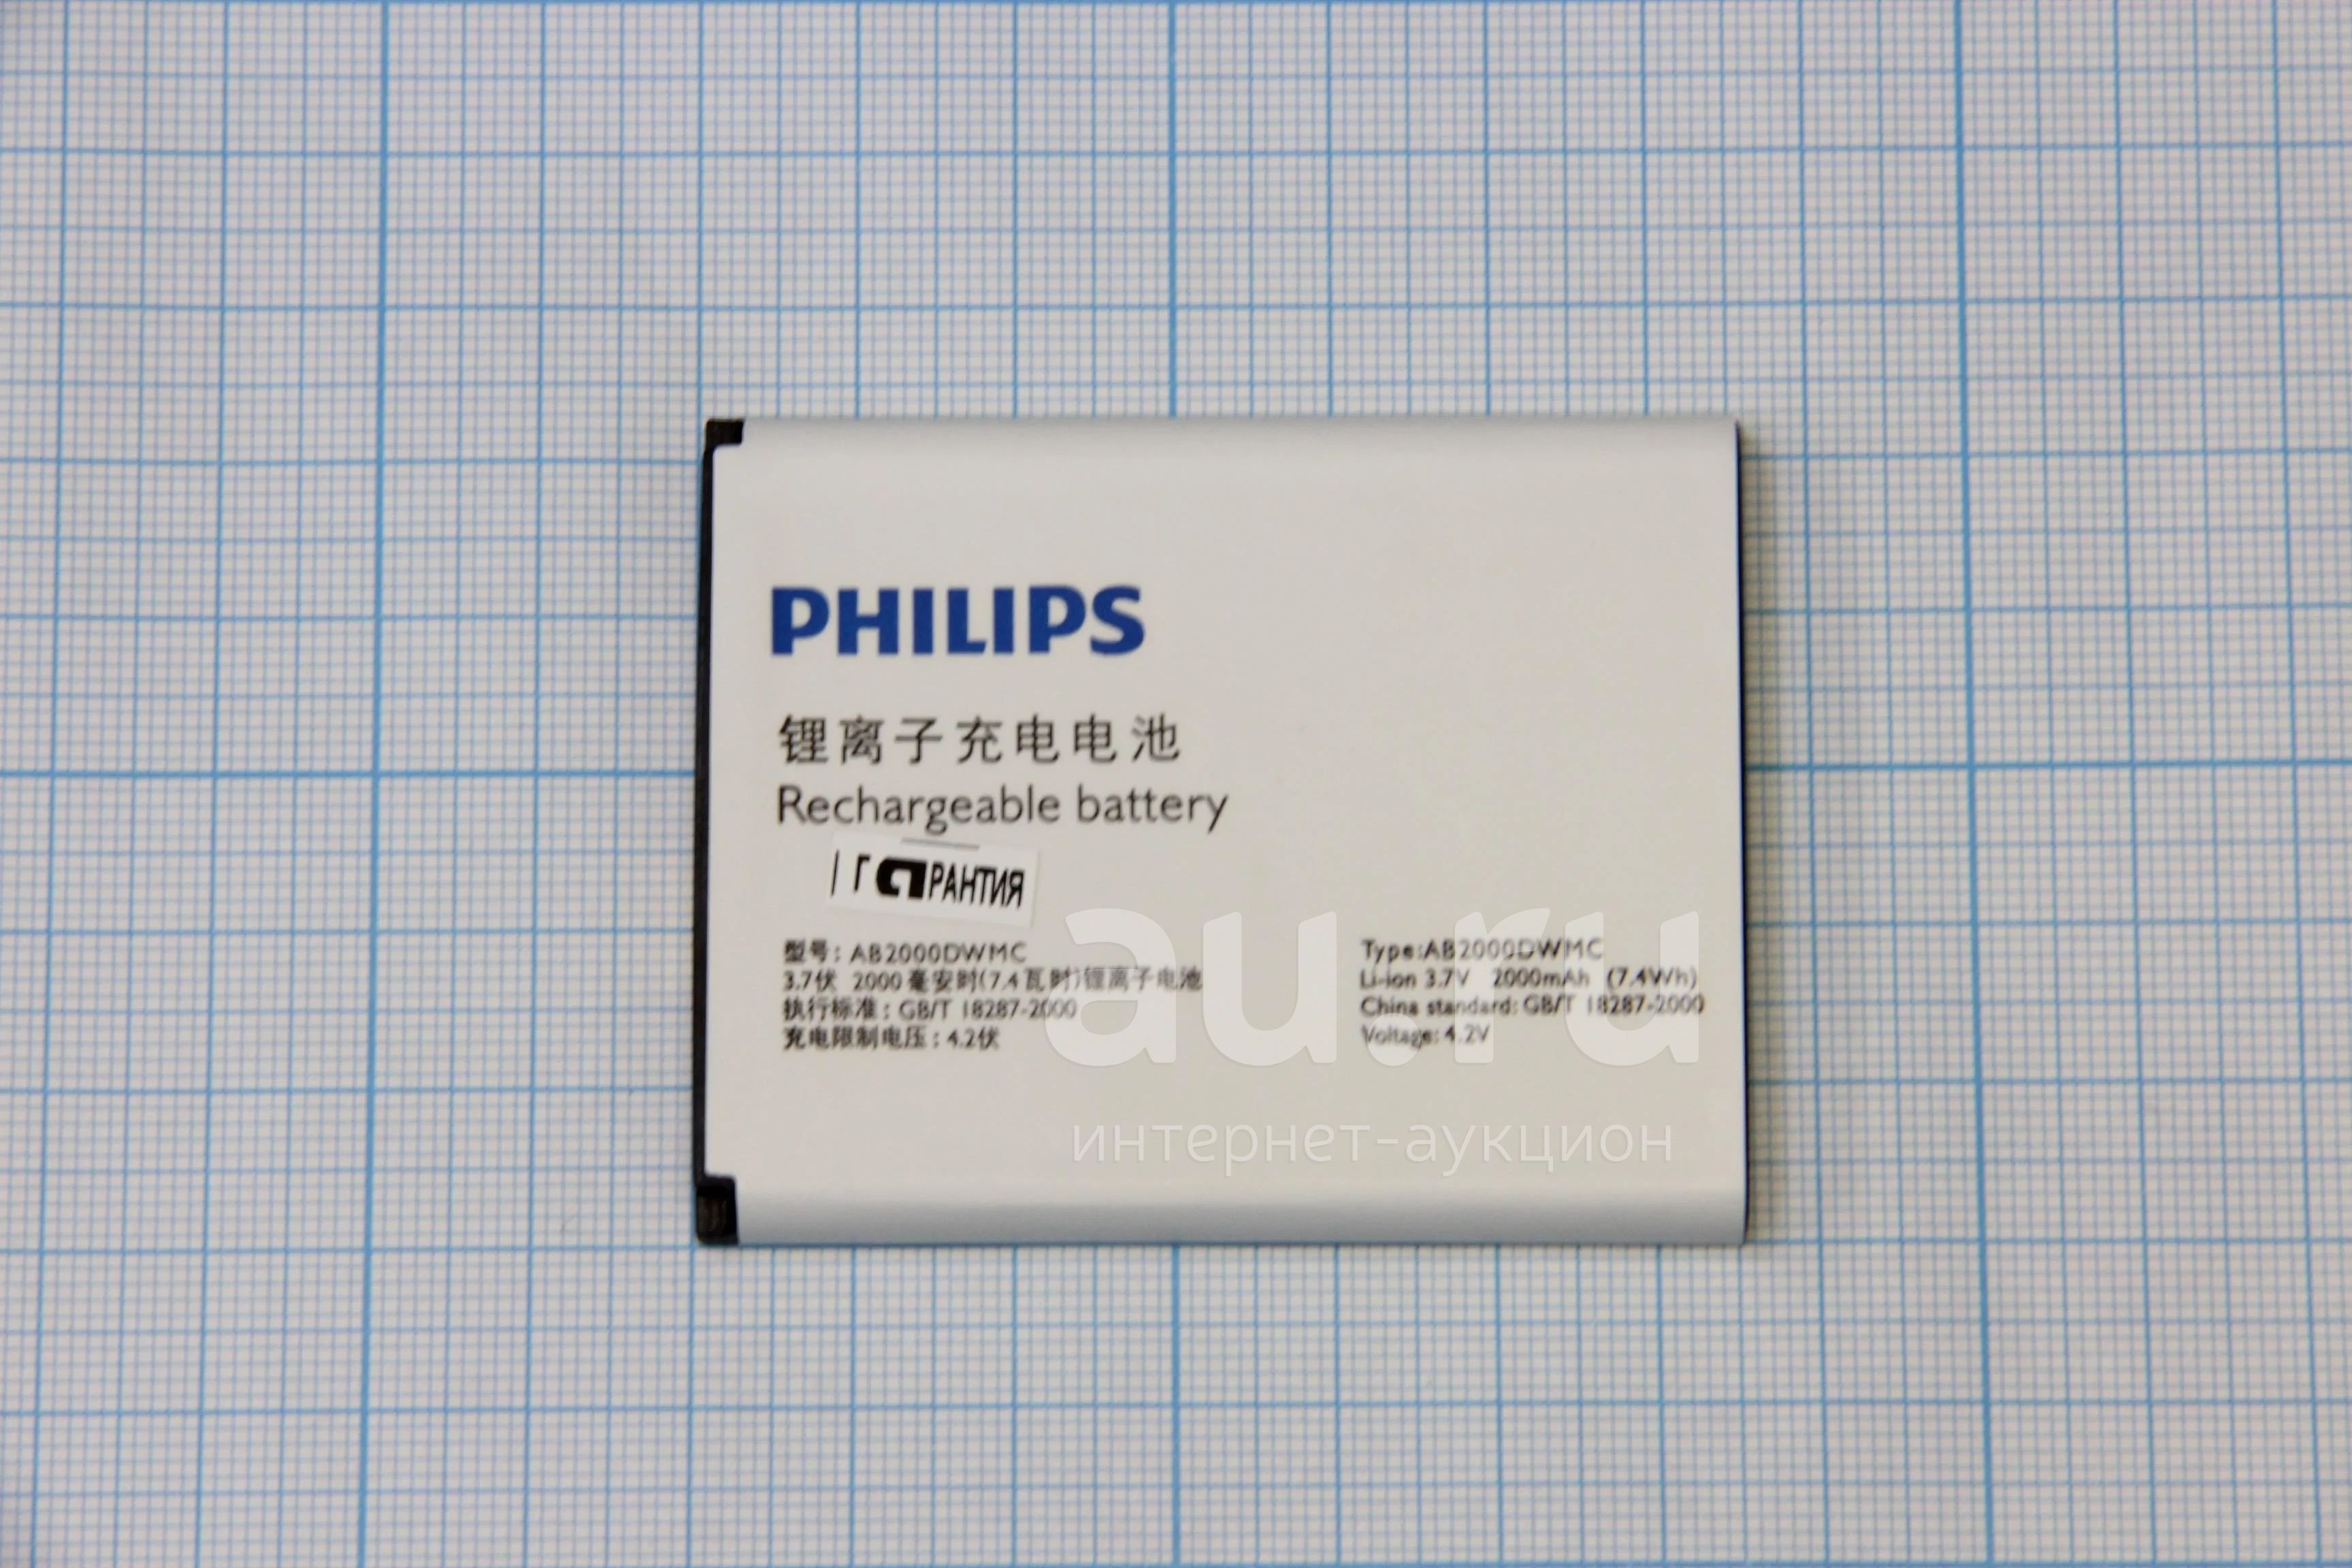 PHILIPS
锂离子充电电池
Rechargeable battery
ГАРАНТИЯ
型号: AB2000DWMC
3.7伏 2000毫安时(7.4瓦时)锂离子电池
执行标准: GB/T 18287-2000
充电限制电压: 4.2伏
Type:AB2000DWMC
Li-ion 3.7V 2000mAh (7.4Wh)
China standard: GB/T 18287-2000
Voltage: 4.2V
au.ru
интернет-аукцион